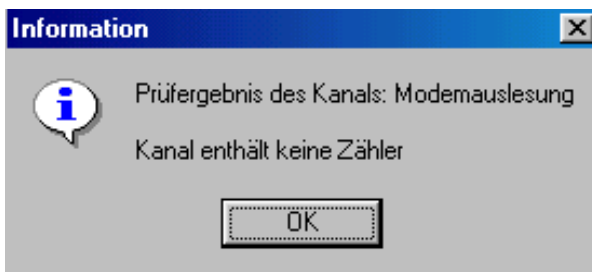 Information
Prüfergebnis des Kanals: Modemauslesung
Kanal enthält keine Zähler
OK